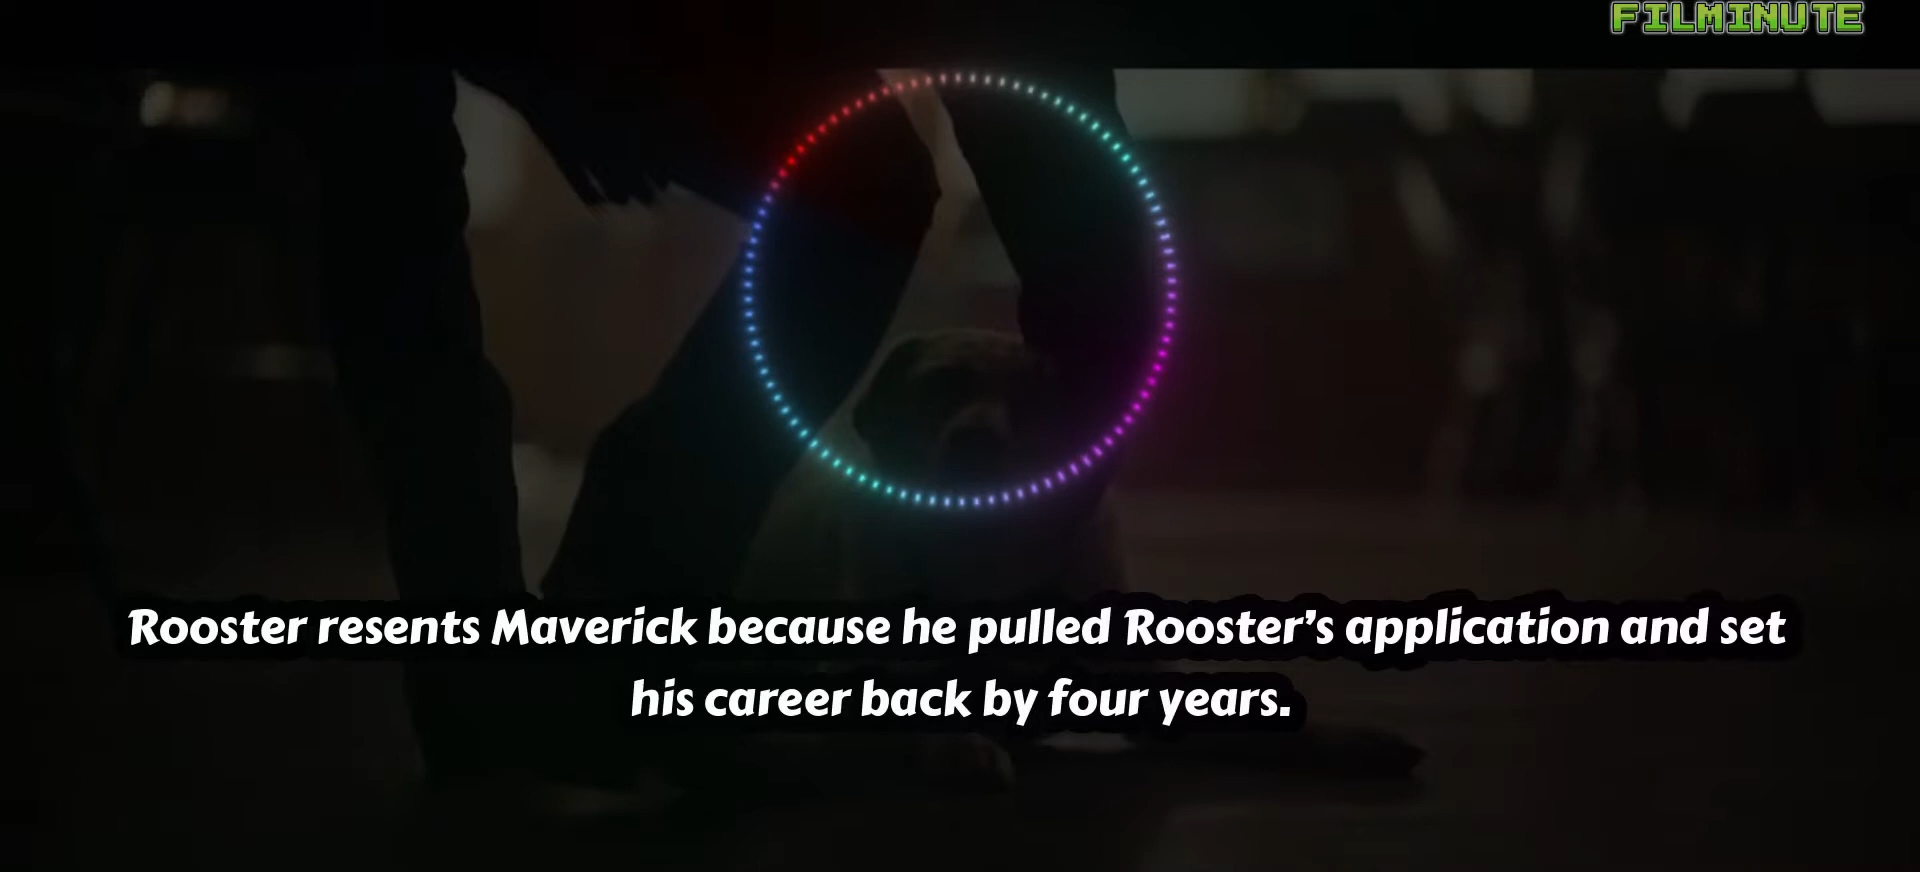 FILMINUTE
Rooster resents Maverick because he pulled Rooster's application and set
his career back by four years.